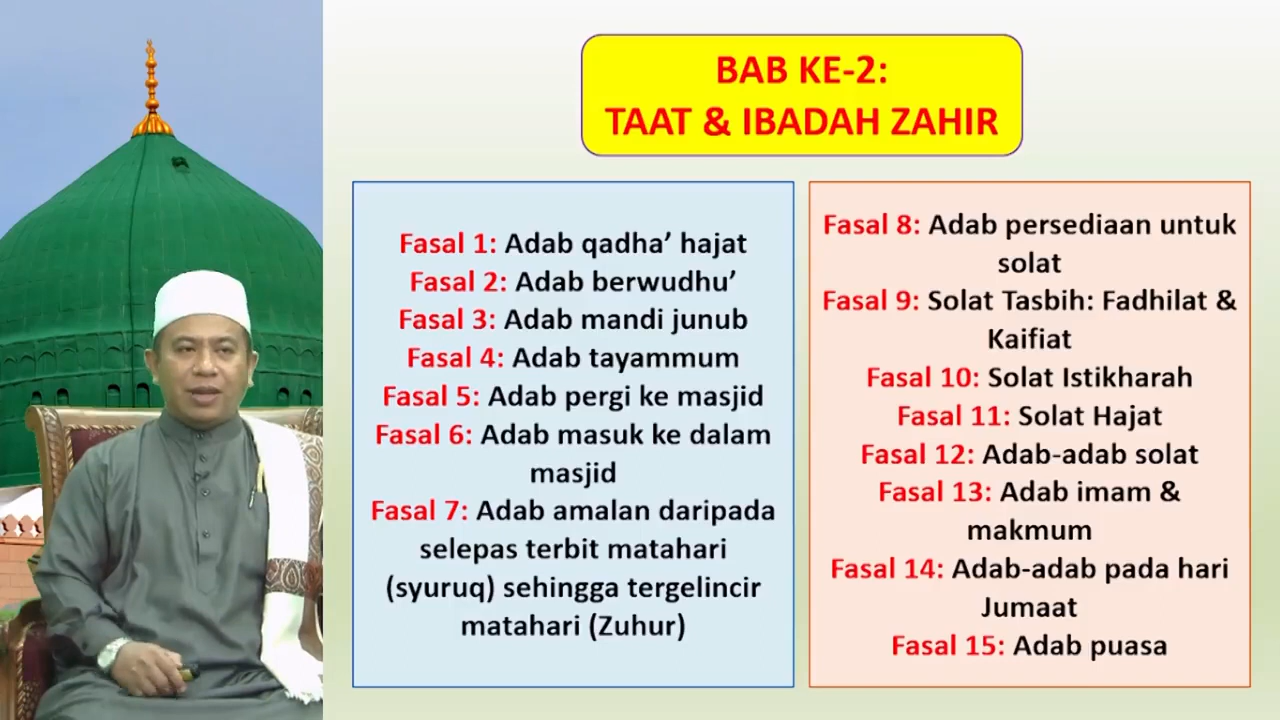 BAB KE-2:
TAAT & IBADAH ZAHIR
Fasal 1: Adab qadha’ hajat
Fasal 2: Adab berwudhu’
Fasal 3: Adab mandi junub
Fasal 4: Adab tayammum
Fasal 5: Adab pergi ke masjid
Fasal 6: Adab masuk ke dalam
masjid
Fasal 7: Adab amalan daripada
selepas terbit matahari
(syuruq) sehingga tergelincir
matahari (Zuhur)
Fasal 8: Adab persediaan untuk
solat
Fasal 9: Solat Tasbih: Fadhilat &
Kaifiat
Fasal 10: Solat Istikharah
Fasal 11: Solat Hajat
Fasal 12: Adab-adab solat
Fasal 13: Adab imam &
makmum
Fasal 14: Adab-adab pada hari
Jumaat
Fasal 15: Adab puasa